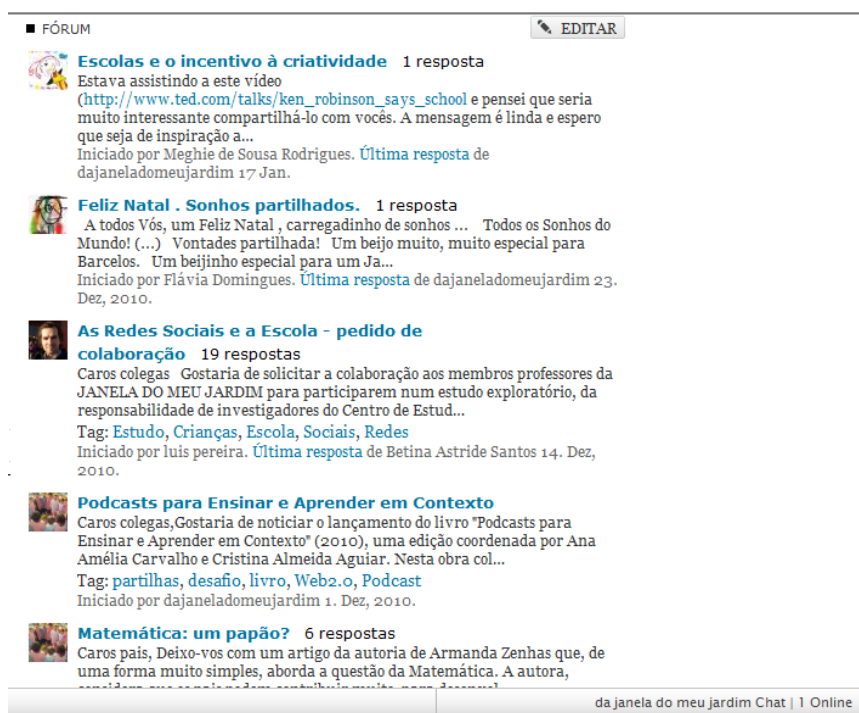 FÓRUM
EDITAR
Escolas e o incentivo à criatividade 1 resposta
Estava assistindo a este vídeo
(http://www.ted.com/talks/ken_robinson_says_school e pensei que seria
muito interessante compartilhá-lo com vocês. A mensagem é linda e espero
que seja de inspiração a...
Iniciado por Meghie de Sousa Rodrigues. Última resposta de
dajaneladomeujardim 17 Jan.
Feliz Natal . Sonhos partilhados. 1 resposta
A todos Vós, um Feliz Natal , carregadinho de sonhos ... Todos os Sonhos do
Mundo! (...) Vontades partilhada! Um beijo muito, muito especial para
Barcelos. Um beijinho especial para um Ja...
Iniciado por Flávia Domingues. Última resposta de dajaneladomeujardim 23.
Dez, 2010.
As Redes Sociais e a Escola - pedido de
colaboração 19 respostas
Caros colegas Gostaria de solicitar a colaboração aos membros professores da
JANELA DO MEU JARDIM para participarem num estudo exploratório, da
responsabilidade de investigadores do Centro de Estud...
Tag: Estudo, Crianças, Escola, Sociais, Redes
Iniciado por luis pereira. Última resposta de Betina Astride Santos 14. Dez,
2010.
Podcasts para Ensinar e Aprender em Contexto
Caros colegas,Gostaria de noticiar o lançamento do livro "Podcasts para
Ensinar e Aprender em Contexto" (2010), uma edição coordenada por Ana
Amélia Carvalho e Cristina Almeida Aguiar. Nesta obra col...
Tag: partilhas, desafio, livro, Web2.0, Podcast
Iniciado por dajaneladomeujardim 1. Dez, 2010.
Matemática: um papão? 6 respostas
Caros pais, Deixo-vos com um artigo da autoria de Armanda Zenhas que, de
uma forma muito simples, aborda a questão da Matemática. A autora,
da janela do meu jardim Chat | 1 Online